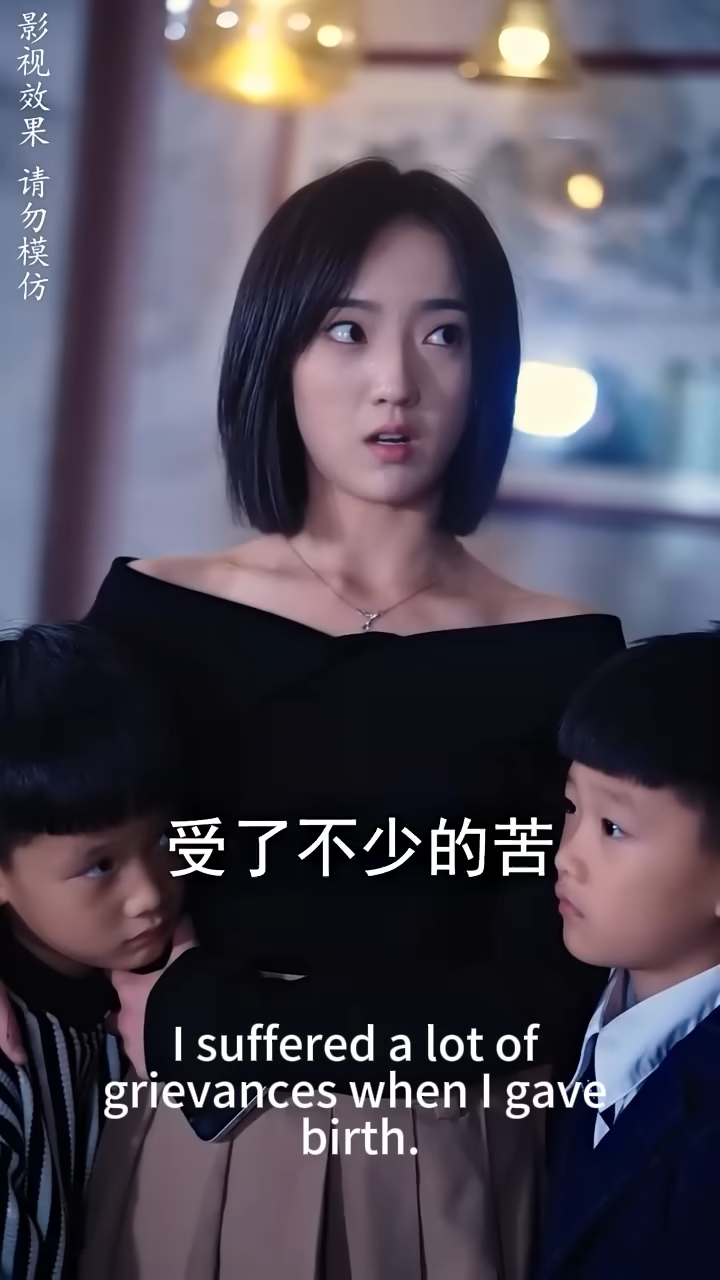 影视效果 请勿模仿
受了不少的苦
I suffered a lot of
grievances when I gave
birth.